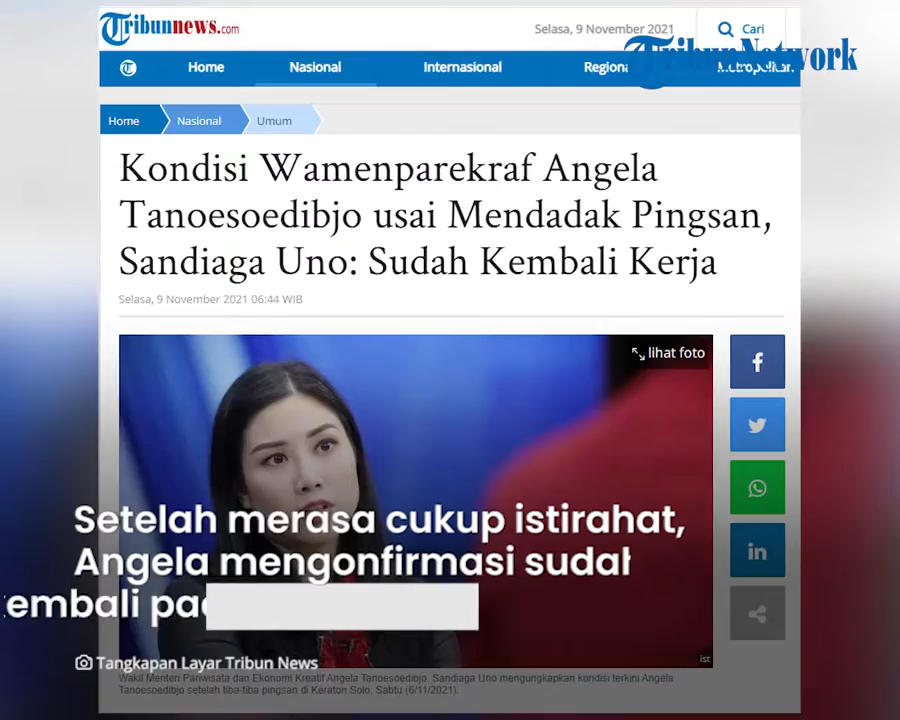 Tribunnews.com
Selasa, 9 November 2021
Cari
TribunNetwork
Home
Nasional
Internasional
Regional
Metropolitan
Home
Nasional
Umum
Kondisi Wamenparekraf Angela
Tanoesoedibjo usai Mendadak Pingsan,
Sandiaga Uno: Sudah Kembali Kerja
Selasa, 9 November 2021 06:44 WIB
lihat foto
Setelah merasa cukup istirahat,
Angela mengonfirmasi sudah
ist
Tangkapan Layar Tribun News
Wakil Menteri Pariwisata dan Ekonomi Kreatif Angela Tanoesoedibjo. Sandiaga Uno mengungkapkan kondisi terkini Angela
Tanoesoedibjo setelah tiba-tiba pingsan di Keraton Solo, Sabtu (6/11/2021).